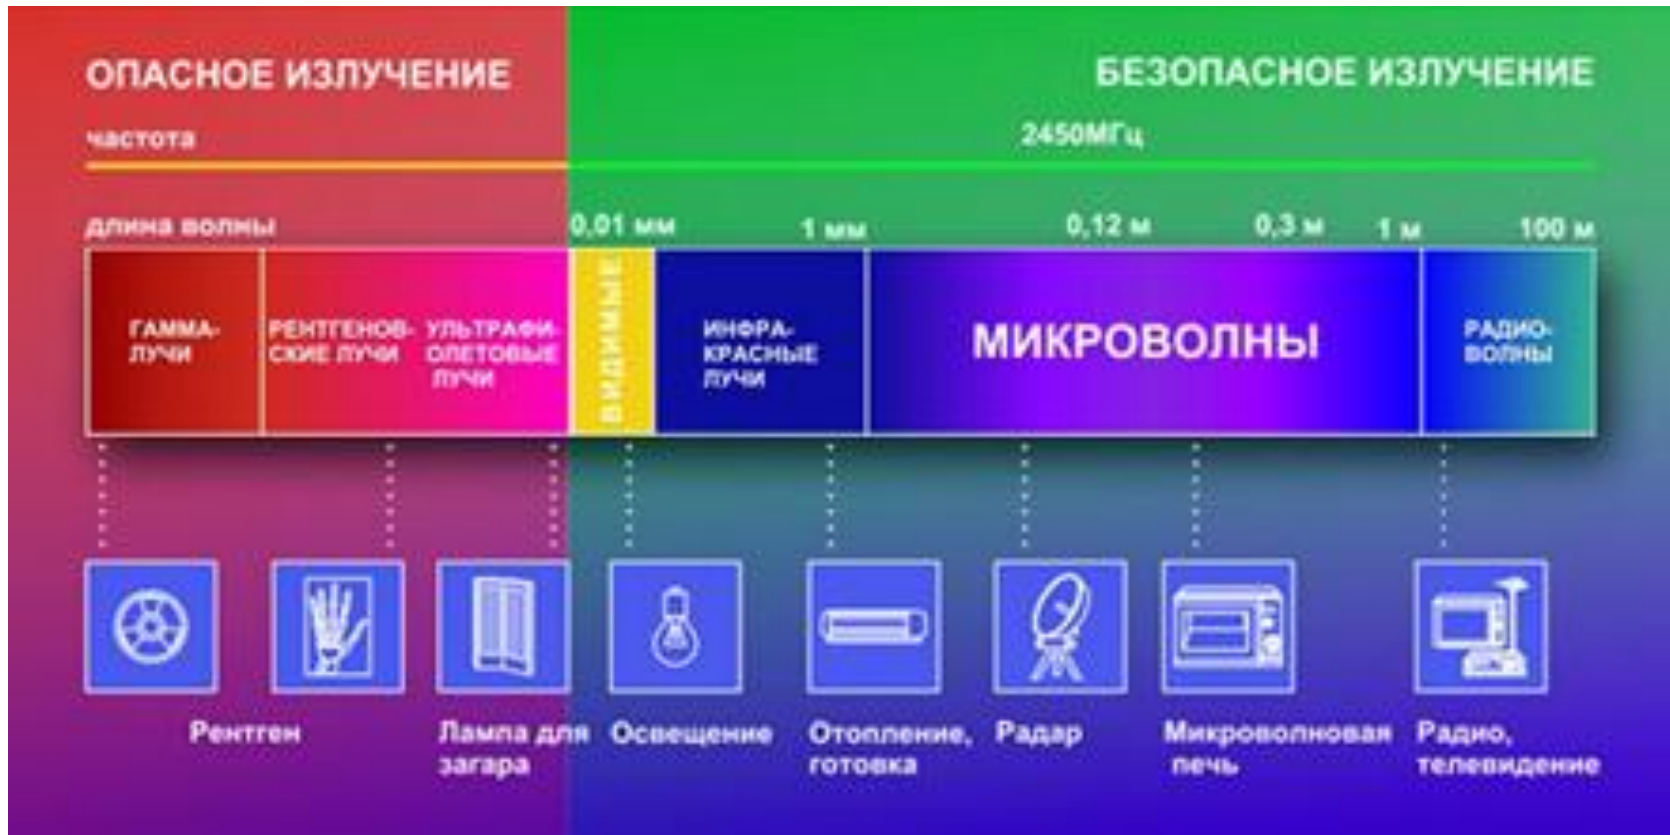 ОПАСНОЕ ИЗЛУЧЕНИЕ
БЕЗОПАСНОЕ ИЗЛУЧЕНИЕ
частота
2450МГц
длина волны
0,01 мм
1 мм
0,12 м
0,3 м
1 м
100 м
ГАММА-
ЛУЧИ
РЕНТГЕНОВ-
СКИЕ ЛУЧИ
УЛЬТРАФИ-
ОЛЕТОВЫЕ
ЛУЧИ
ВИДИМЫЕ
ИНФРА-
КРАСНЫЕ
ЛУЧИ
МИКРОВОЛНЫ
РАДИО-
ВОЛНЫ
Рентген
Лампа для
загара
Освещение
Отопление,
готовка
Радар
Микроволновая
печь
Радио,
телевидение